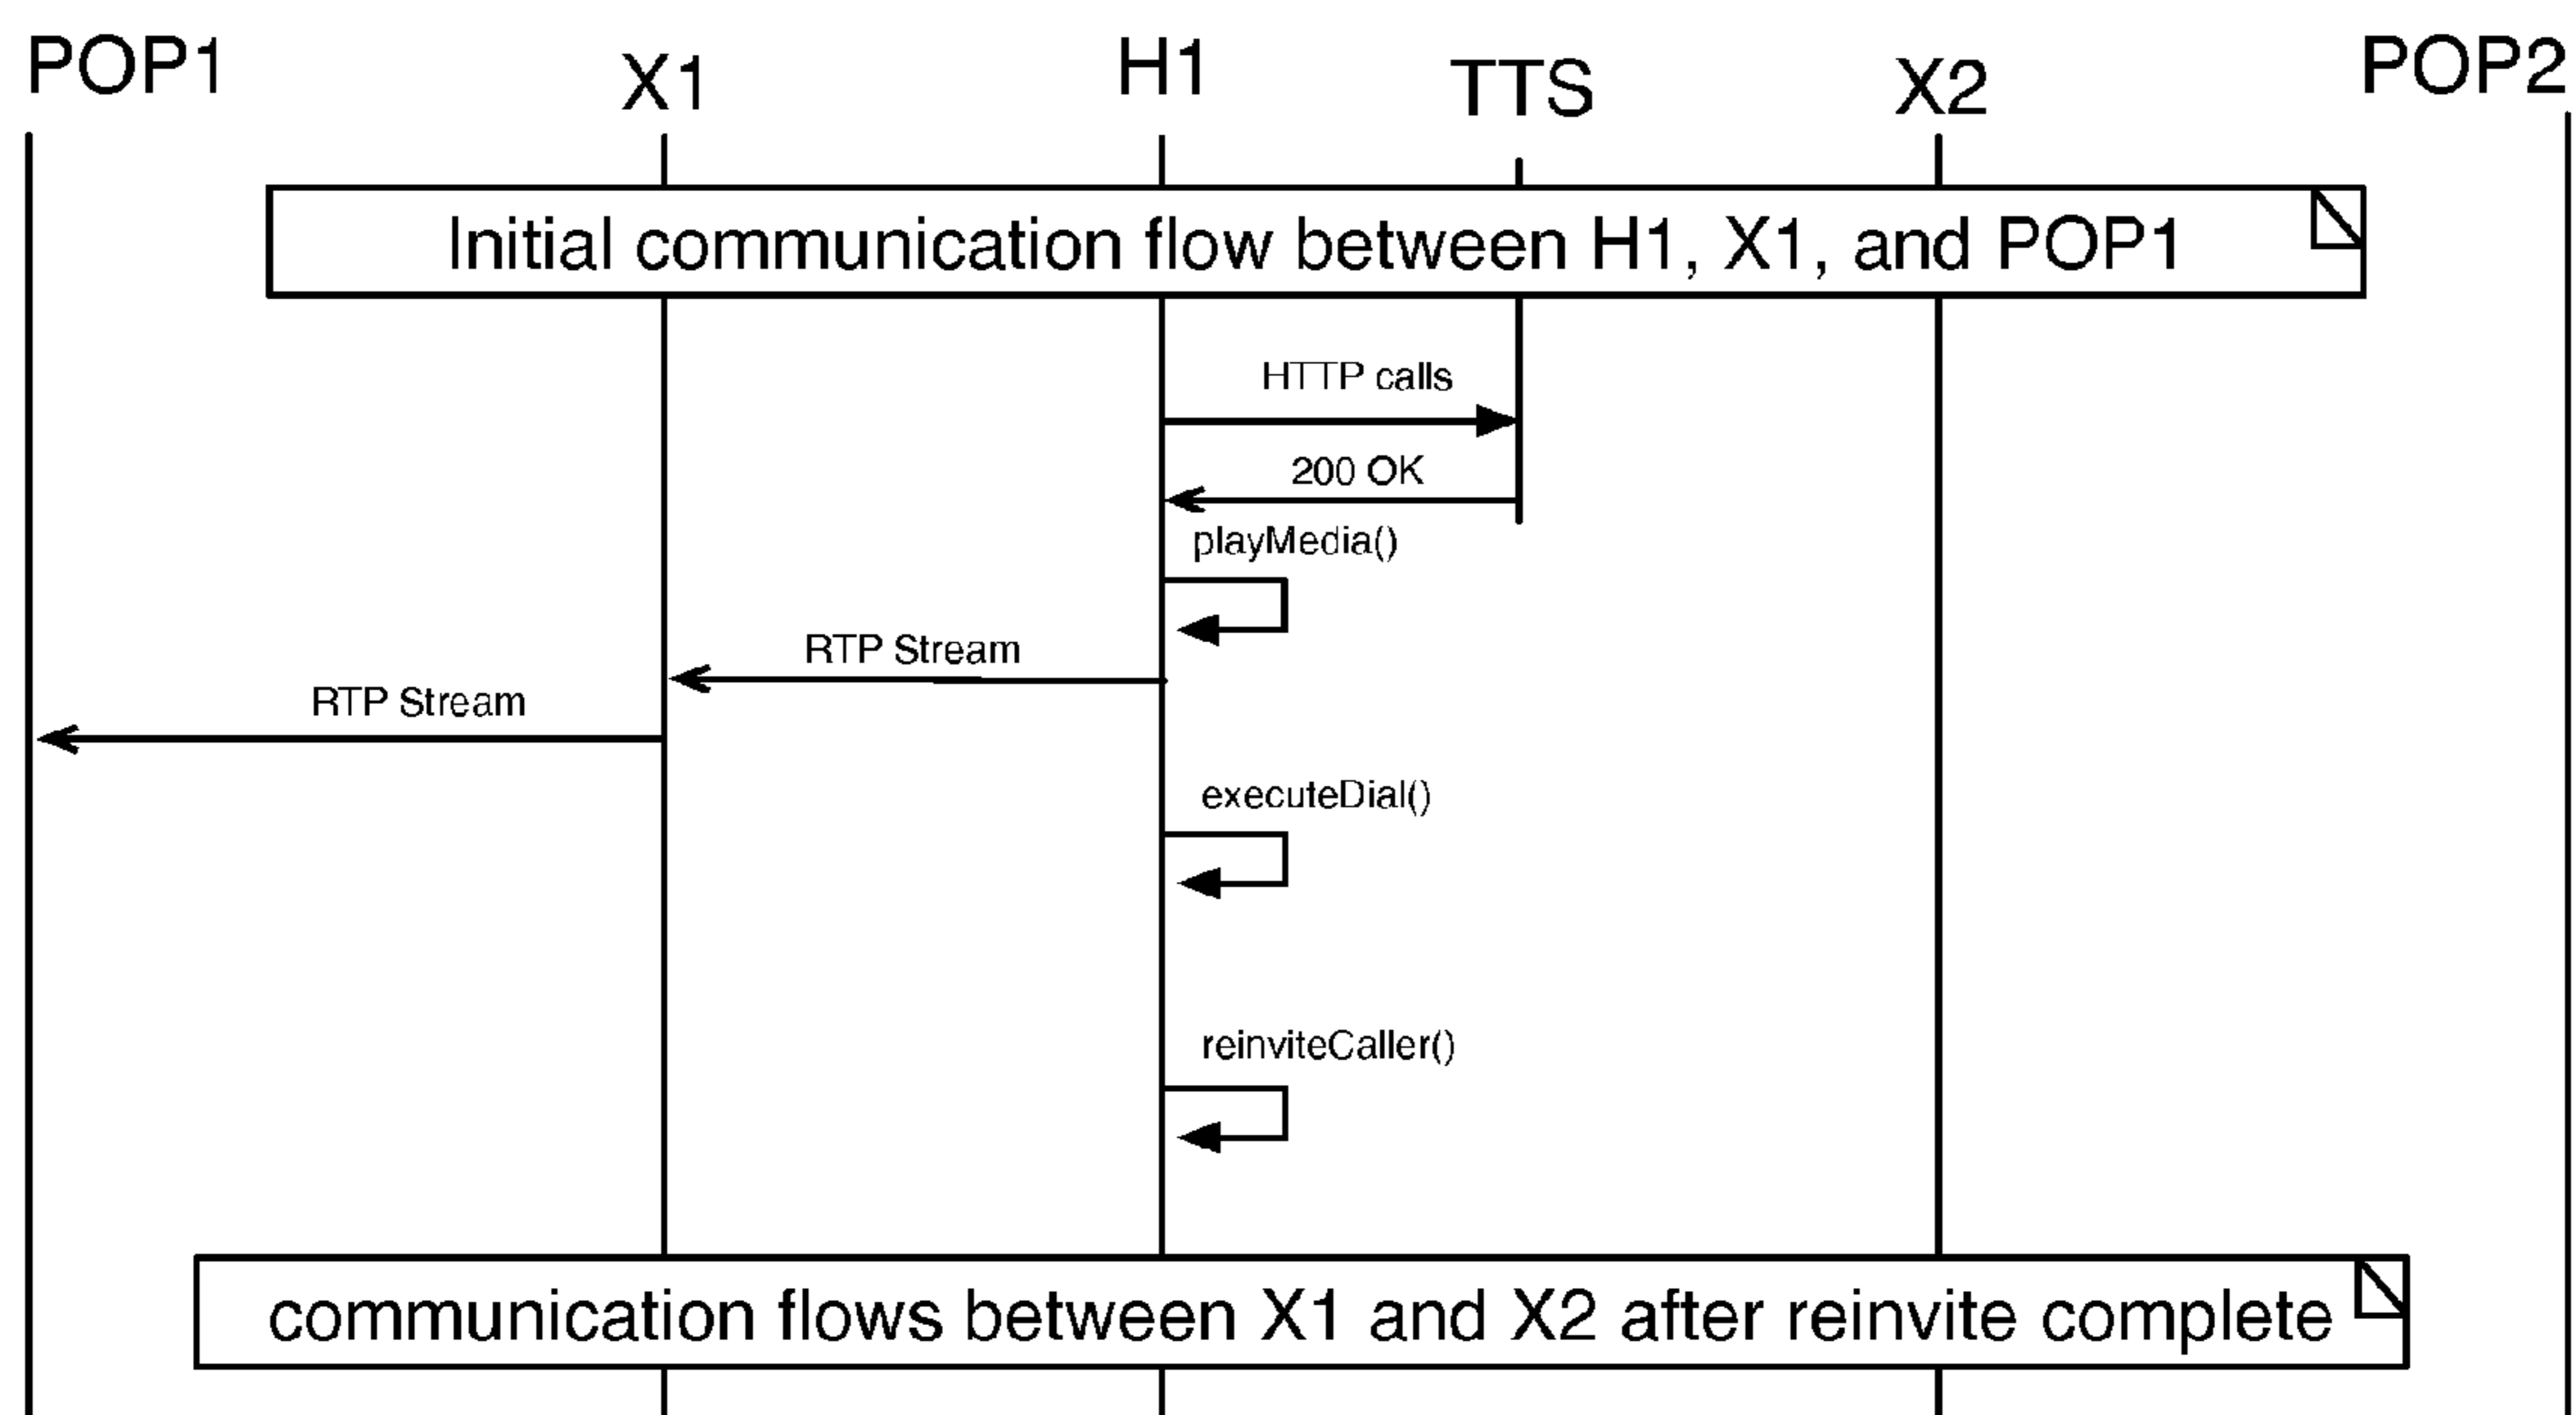 POP1
X1
H1
TTS
X2
POP2
Initial communication flow between H1, X1, and POP1
HTTP calls
200 OK
playMedia()
RTP Stream
RTP Stream
executeDial()
reinviteCaller()
communication flows between X1 and X2 after reinvite complete